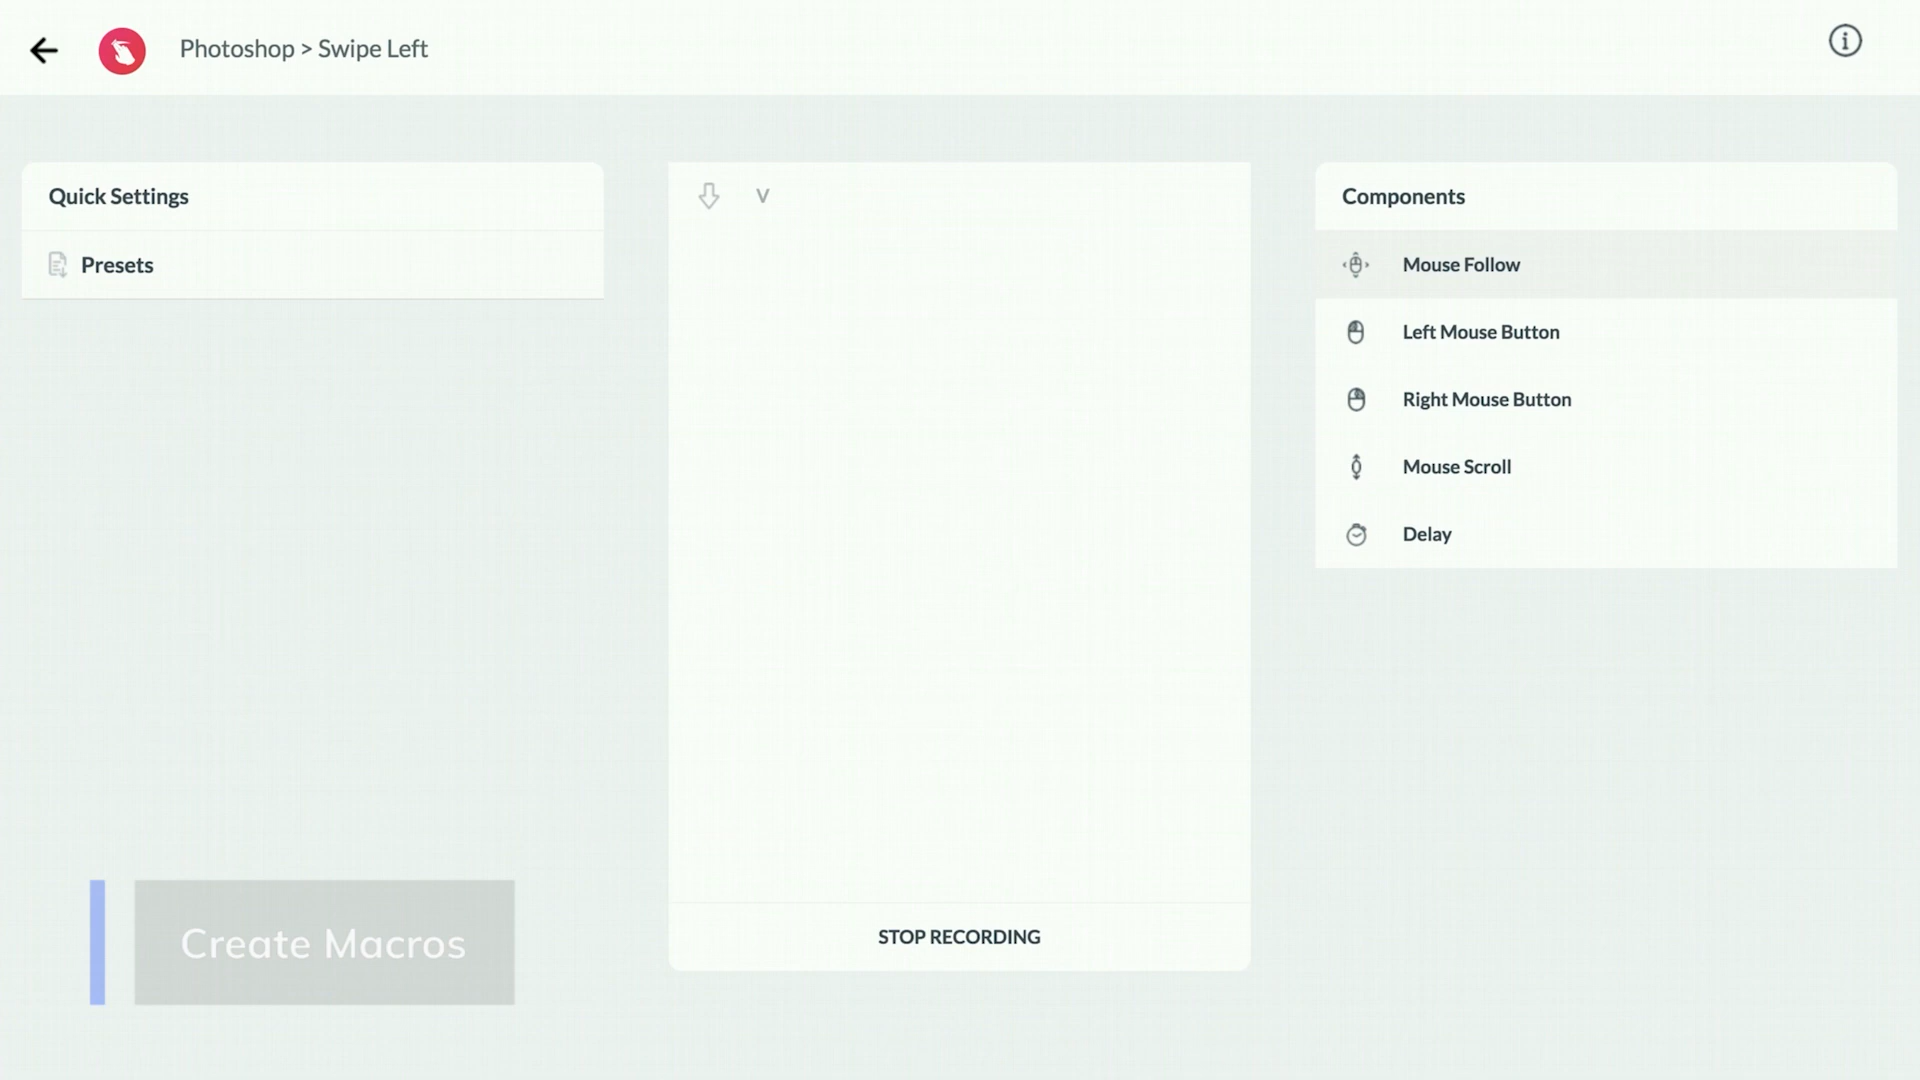 Photoshop > Swipe Left
Quick Settings
Presets
V
STOP RECORDING
Components
Mouse Follow
Left Mouse Button
Right Mouse Button
Mouse Scroll
Delay
Create Macros